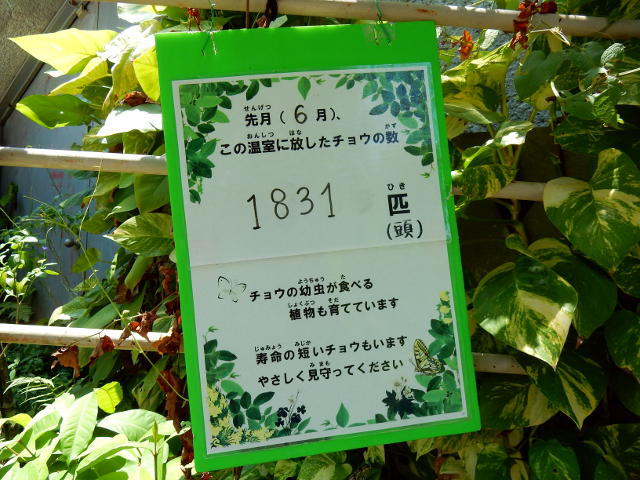 先月(6月)、
この温室に放したチョウの数
1831 匹
(頭)
チョウの幼虫が食べる
植物も育てています
寿命の短いチョウもいます
やさしく見守ってください